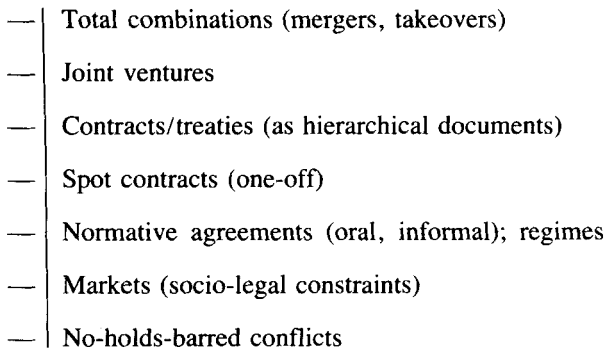 Total combinations (mergers, takeovers)
Joint ventures
Contracts/treaties (as hierarchical documents)
Spot contracts (one-off)
Normative agreements (oral, informal); regimes
Markets (socio-legal constraints)
No-holds-barred conflicts